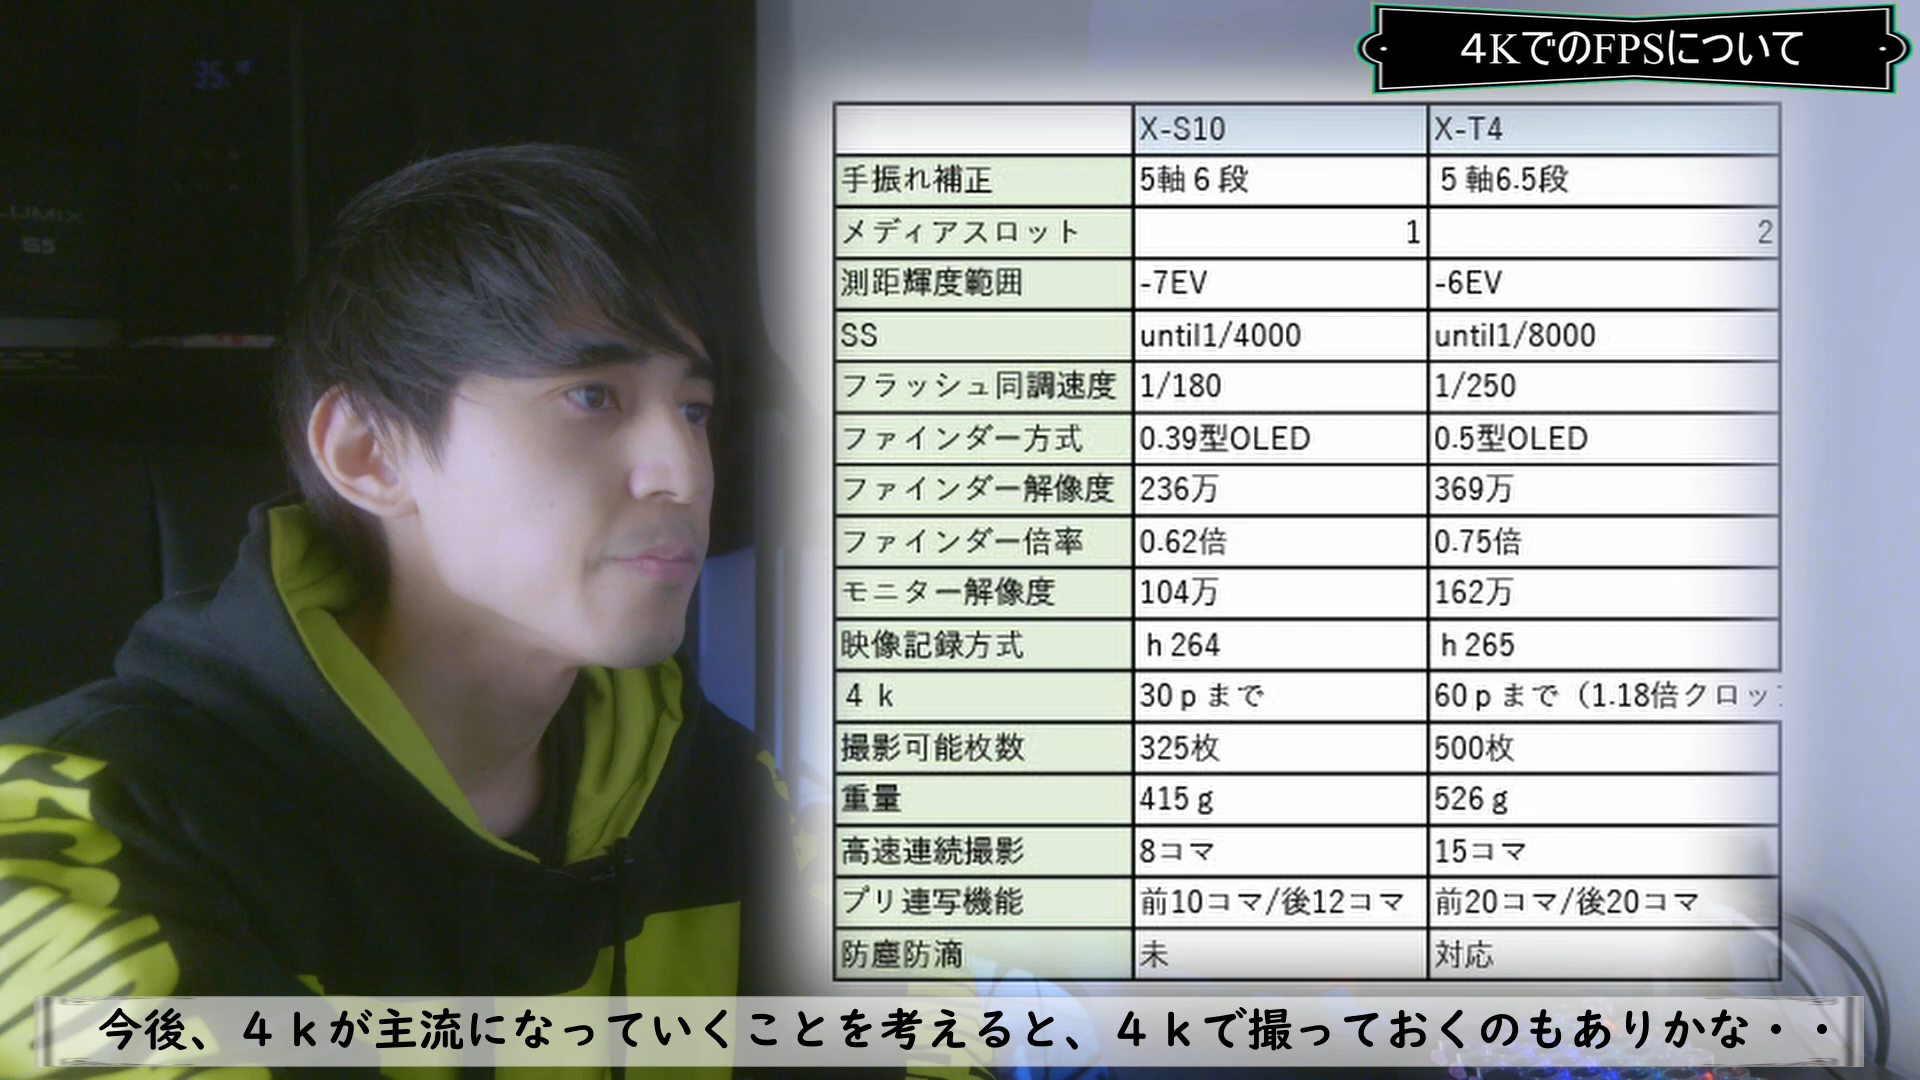 4KでのFPSについて
X-S10 X-T4
手振れ補正 5軸６段 ５軸6.5段
メディアスロット 1 2
測距輝度範囲 -7EV -6EV
SS until1/4000 until1/8000
フラッシュ同調速度 1/180 1/250
ファインダー方式 0.39型OLED 0.5型OLED
ファインダー解像度 236万 369万
ファインダー倍率 0.62倍 0.75倍
モニター解像度 104万 162万
映像記録方式 ｈ264 ｈ265
４ｋ 30ｐまで 60ｐまで（1.18倍クロッ
撮影可能枚数 325枚 500枚
重量 415ｇ 526ｇ
高速連続撮影 8コマ 15コマ
プリ連写機能 前10コマ/後12コマ 前20コマ/後20コマ
防塵防滴 未 対応
LUMIX
S5
今後、４ｋが主流になっていくことを考えると、４ｋで撮っておくのもありかな・・